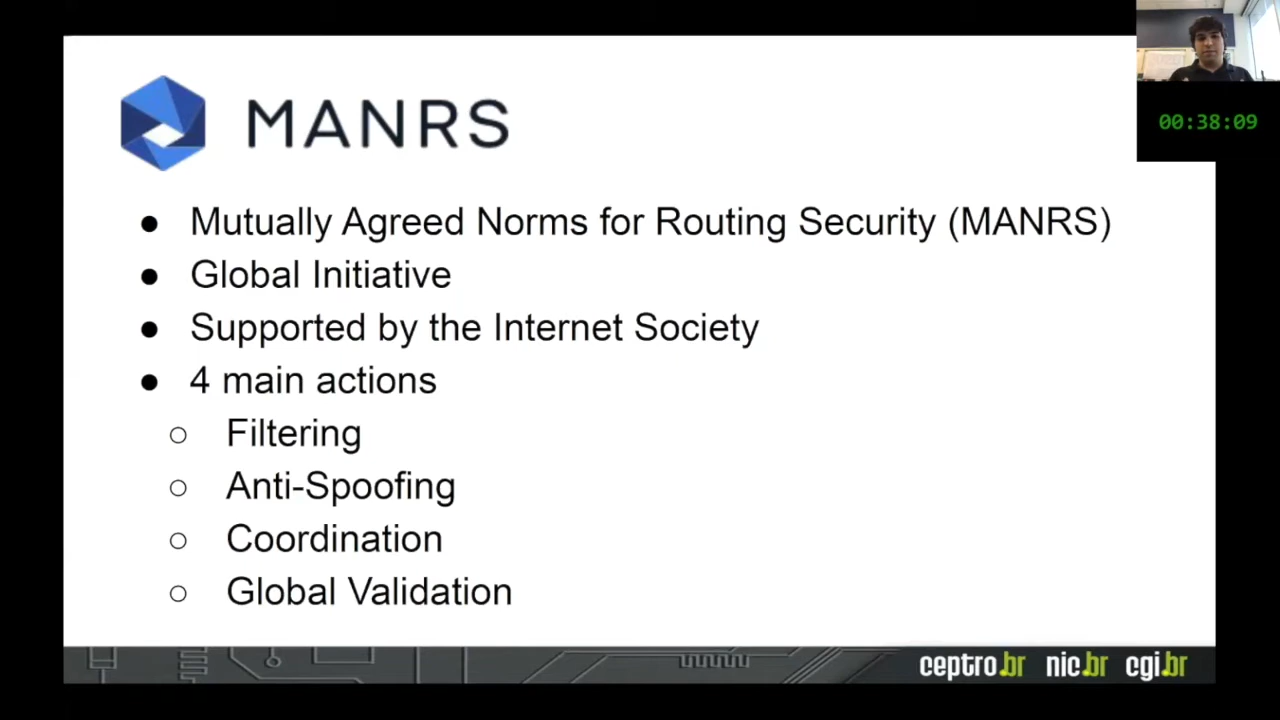 MANRS
00:38:09
● Mutually Agreed Norms for Routing Security (MANRS)
● Global Initiative
● Supported by the Internet Society
● 4 main actions
○ Filtering
○ Anti-Spoofing
○ Coordination
○ Global Validation
ceptro.br nic.br cgi.br